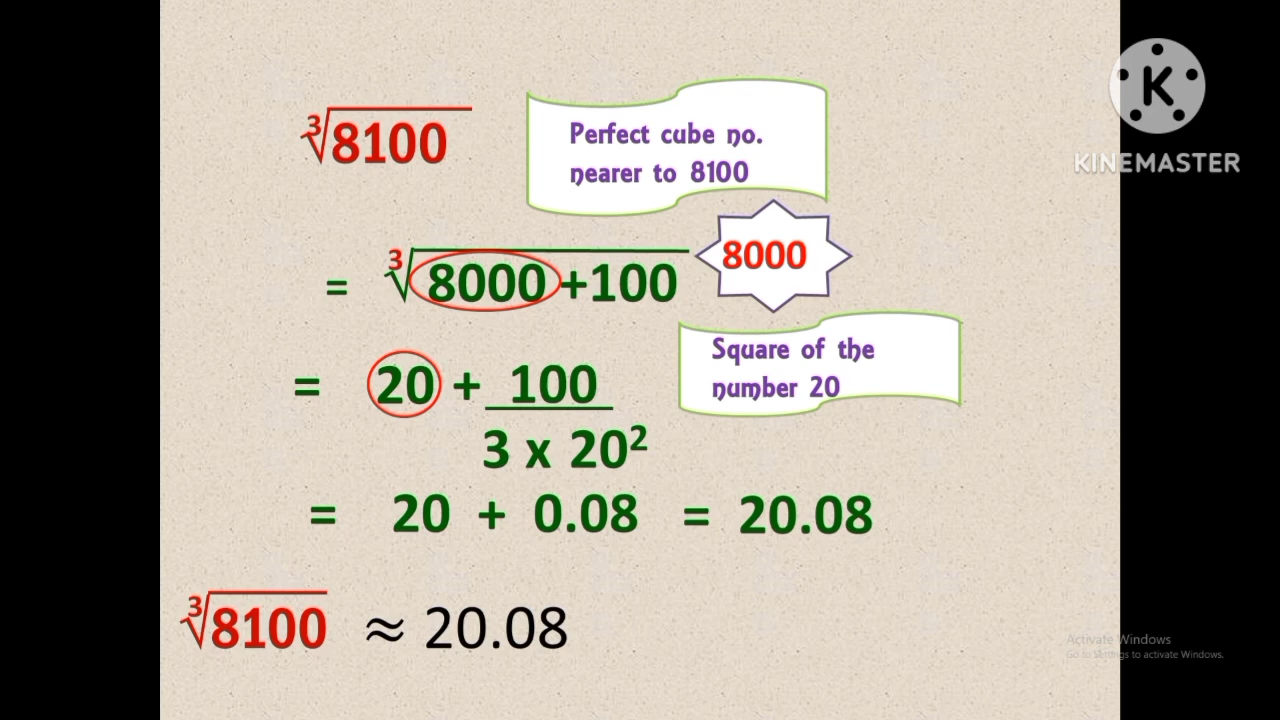 ∛8100
Perfect cube no.
nearer to 8100
= ∛8000+100
8000
Square of the
number 20
= 20 + 100
3 x 20²
= 20 + 0.08 = 20.08
∛8100 ≈ 20.08
K
KINEMASTER
Activate Windows
Go to Settings to activate Windows.